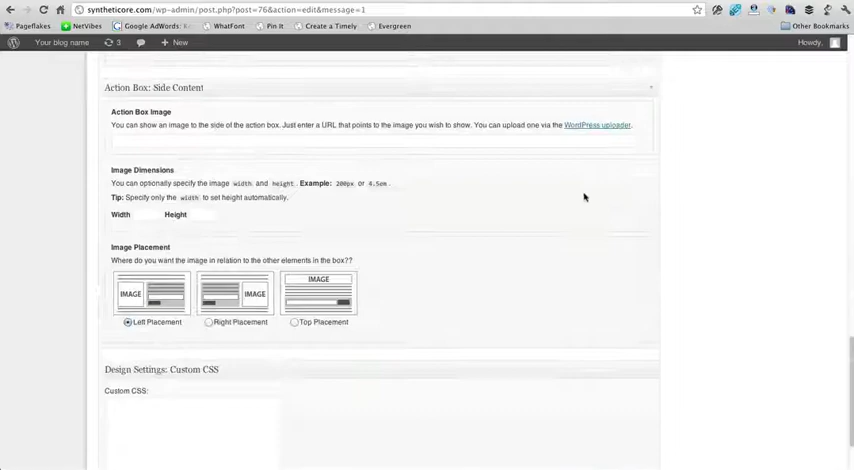 syntheticore.com/wp-admin/post.php?post=76&action=edit&message=1
Pageflakes NetVibes Google AdWords: Ke WhatFont Pin It Create a Timely Evergreen Other Bookmarks
Your blog name 3 + New Howdy,
Action Box: Side Content
Action Box Image
You can show an image to the side of the action box. Just enter a URL that points to the image you wish to show. You can upload one via the WordPress uploader.
Image Dimensions
You can optionally specify the image width and height. Example: 200px or 4.5em.
Tip: Specify only the width to set height automatically.
Width Height
Image Placement
Where do you want the image in relation to the other elements in the box??
IMAGE IMAGE IMAGE
Left Placement Right Placement Top Placement
Design Settings: Custom CSS
Custom CSS: